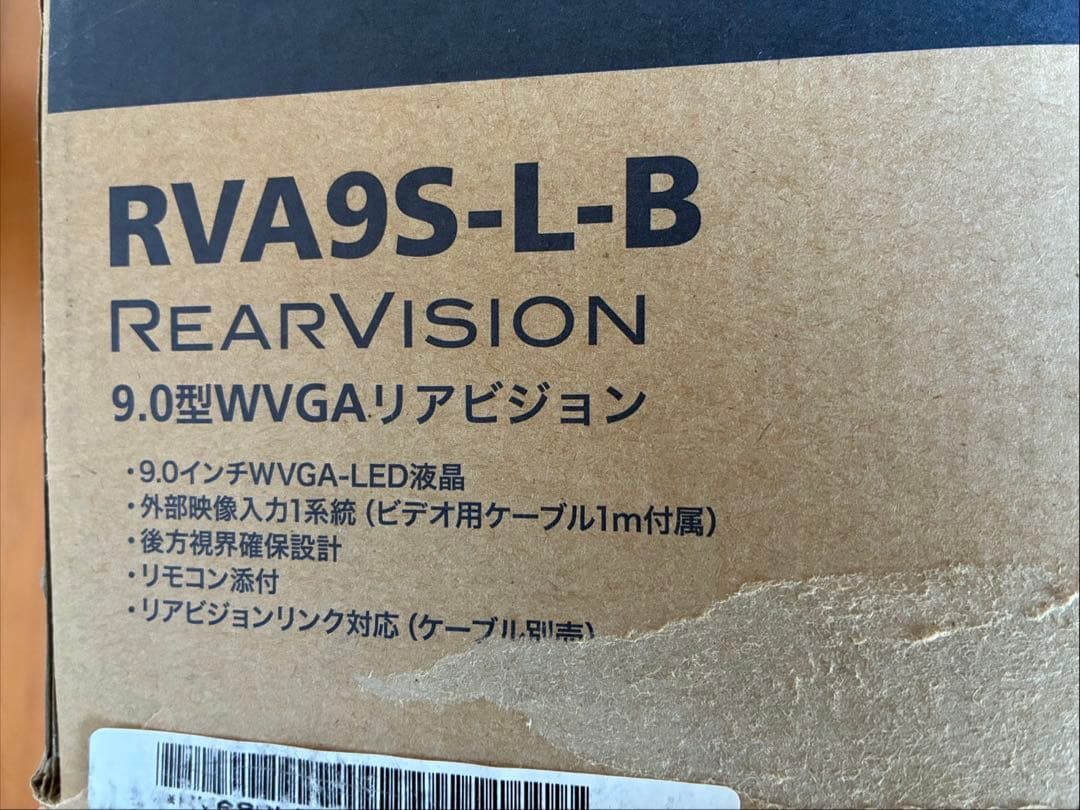 RVA9S-L-B
REARVISION
9.0型WVGAリアビジョン
・9.0インチWVGA-LED液晶
・外部映像入力1系統（ビデオ用ケーブル1m付属）
・後方視界確保設計
・リモコン添付
・リアビジョンリンク対応（ケーブル別売）